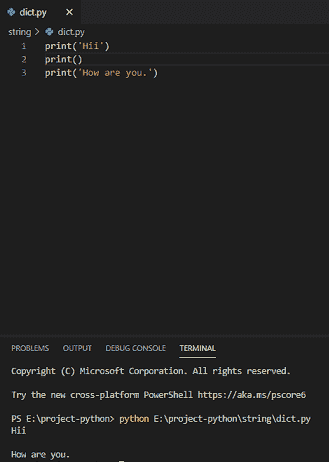 dict.py
string > dict.py
1 print('Hii')
2 print()
3 print('How are you.')
PROBLEMS OUTPUT DEBUG CONSOLE TERMINAL
Copyright (C) Microsoft Corporation. All rights reserved.
Try the new cross-platform PowerShell https://aka.ms/pscore6
PS E:\project-python> python E:\project-python\string\dict.py
Hii
How are you.